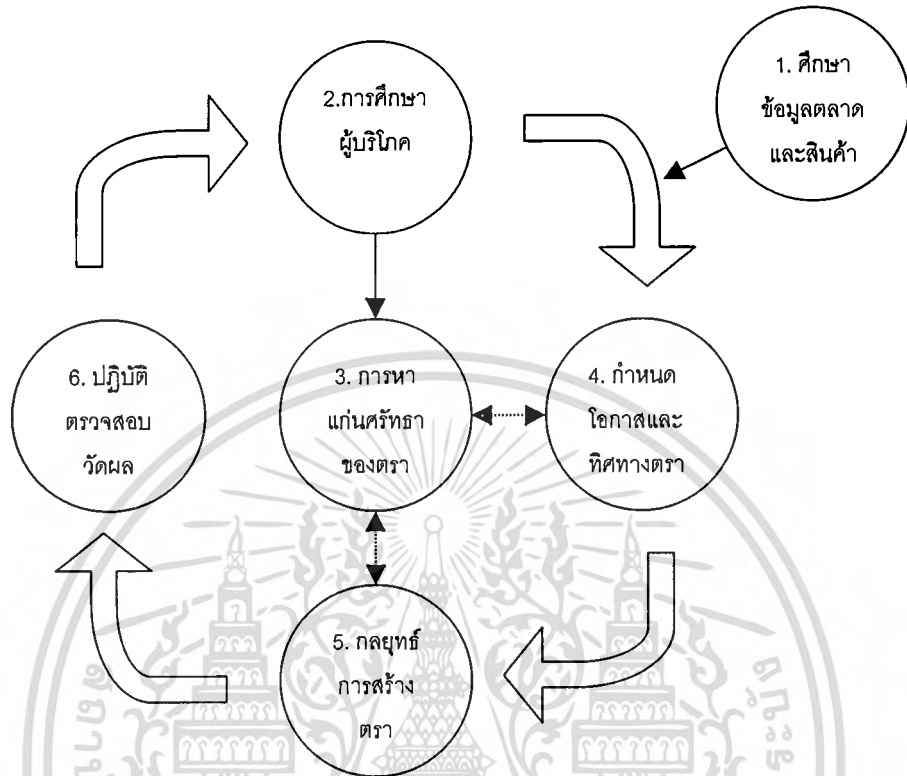 1. ศึกษา
ข้อมูลตลาด
และสินค้า
2.การศึกษา
ผู้บริโภค
3. การหา
แก่นศรัทธา
ของตรา
4. กำหนด
โอกาสและ
ทิศทางตรา
5. กลยุทธ์
การสร้าง
ตรา
6. ปฏิบัติ
ตรวจสอบ
วัดผล